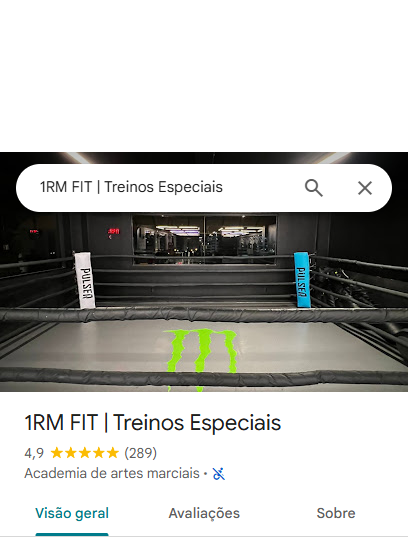 1RM FIT | Treinos Especiais
PULSER
PULSER
1RM FIT | Treinos Especiais
4,9 ★★★★★ (289)
Academia de artes marciais ·
Visão geral Avaliações Sobre